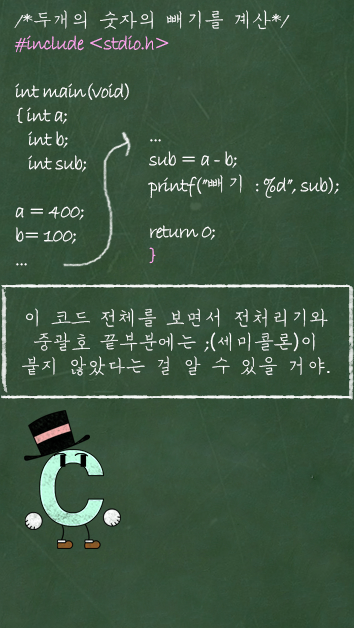 /*두개의 숫자의 빼기를 계산*/
#include <stdio.h>
int main(void)
{ int a;
int b;
int sub;
a = 400;
b= 100;
...
...
sub = a - b;
printf("빼기 : %d", sub);
return 0;
}
이 코드 전체를 보면서 전처리기와
중괄호 끝부분에는 ;(세미콜론)이
붙지 않았다는 걸 알 수 있을 거야.
C